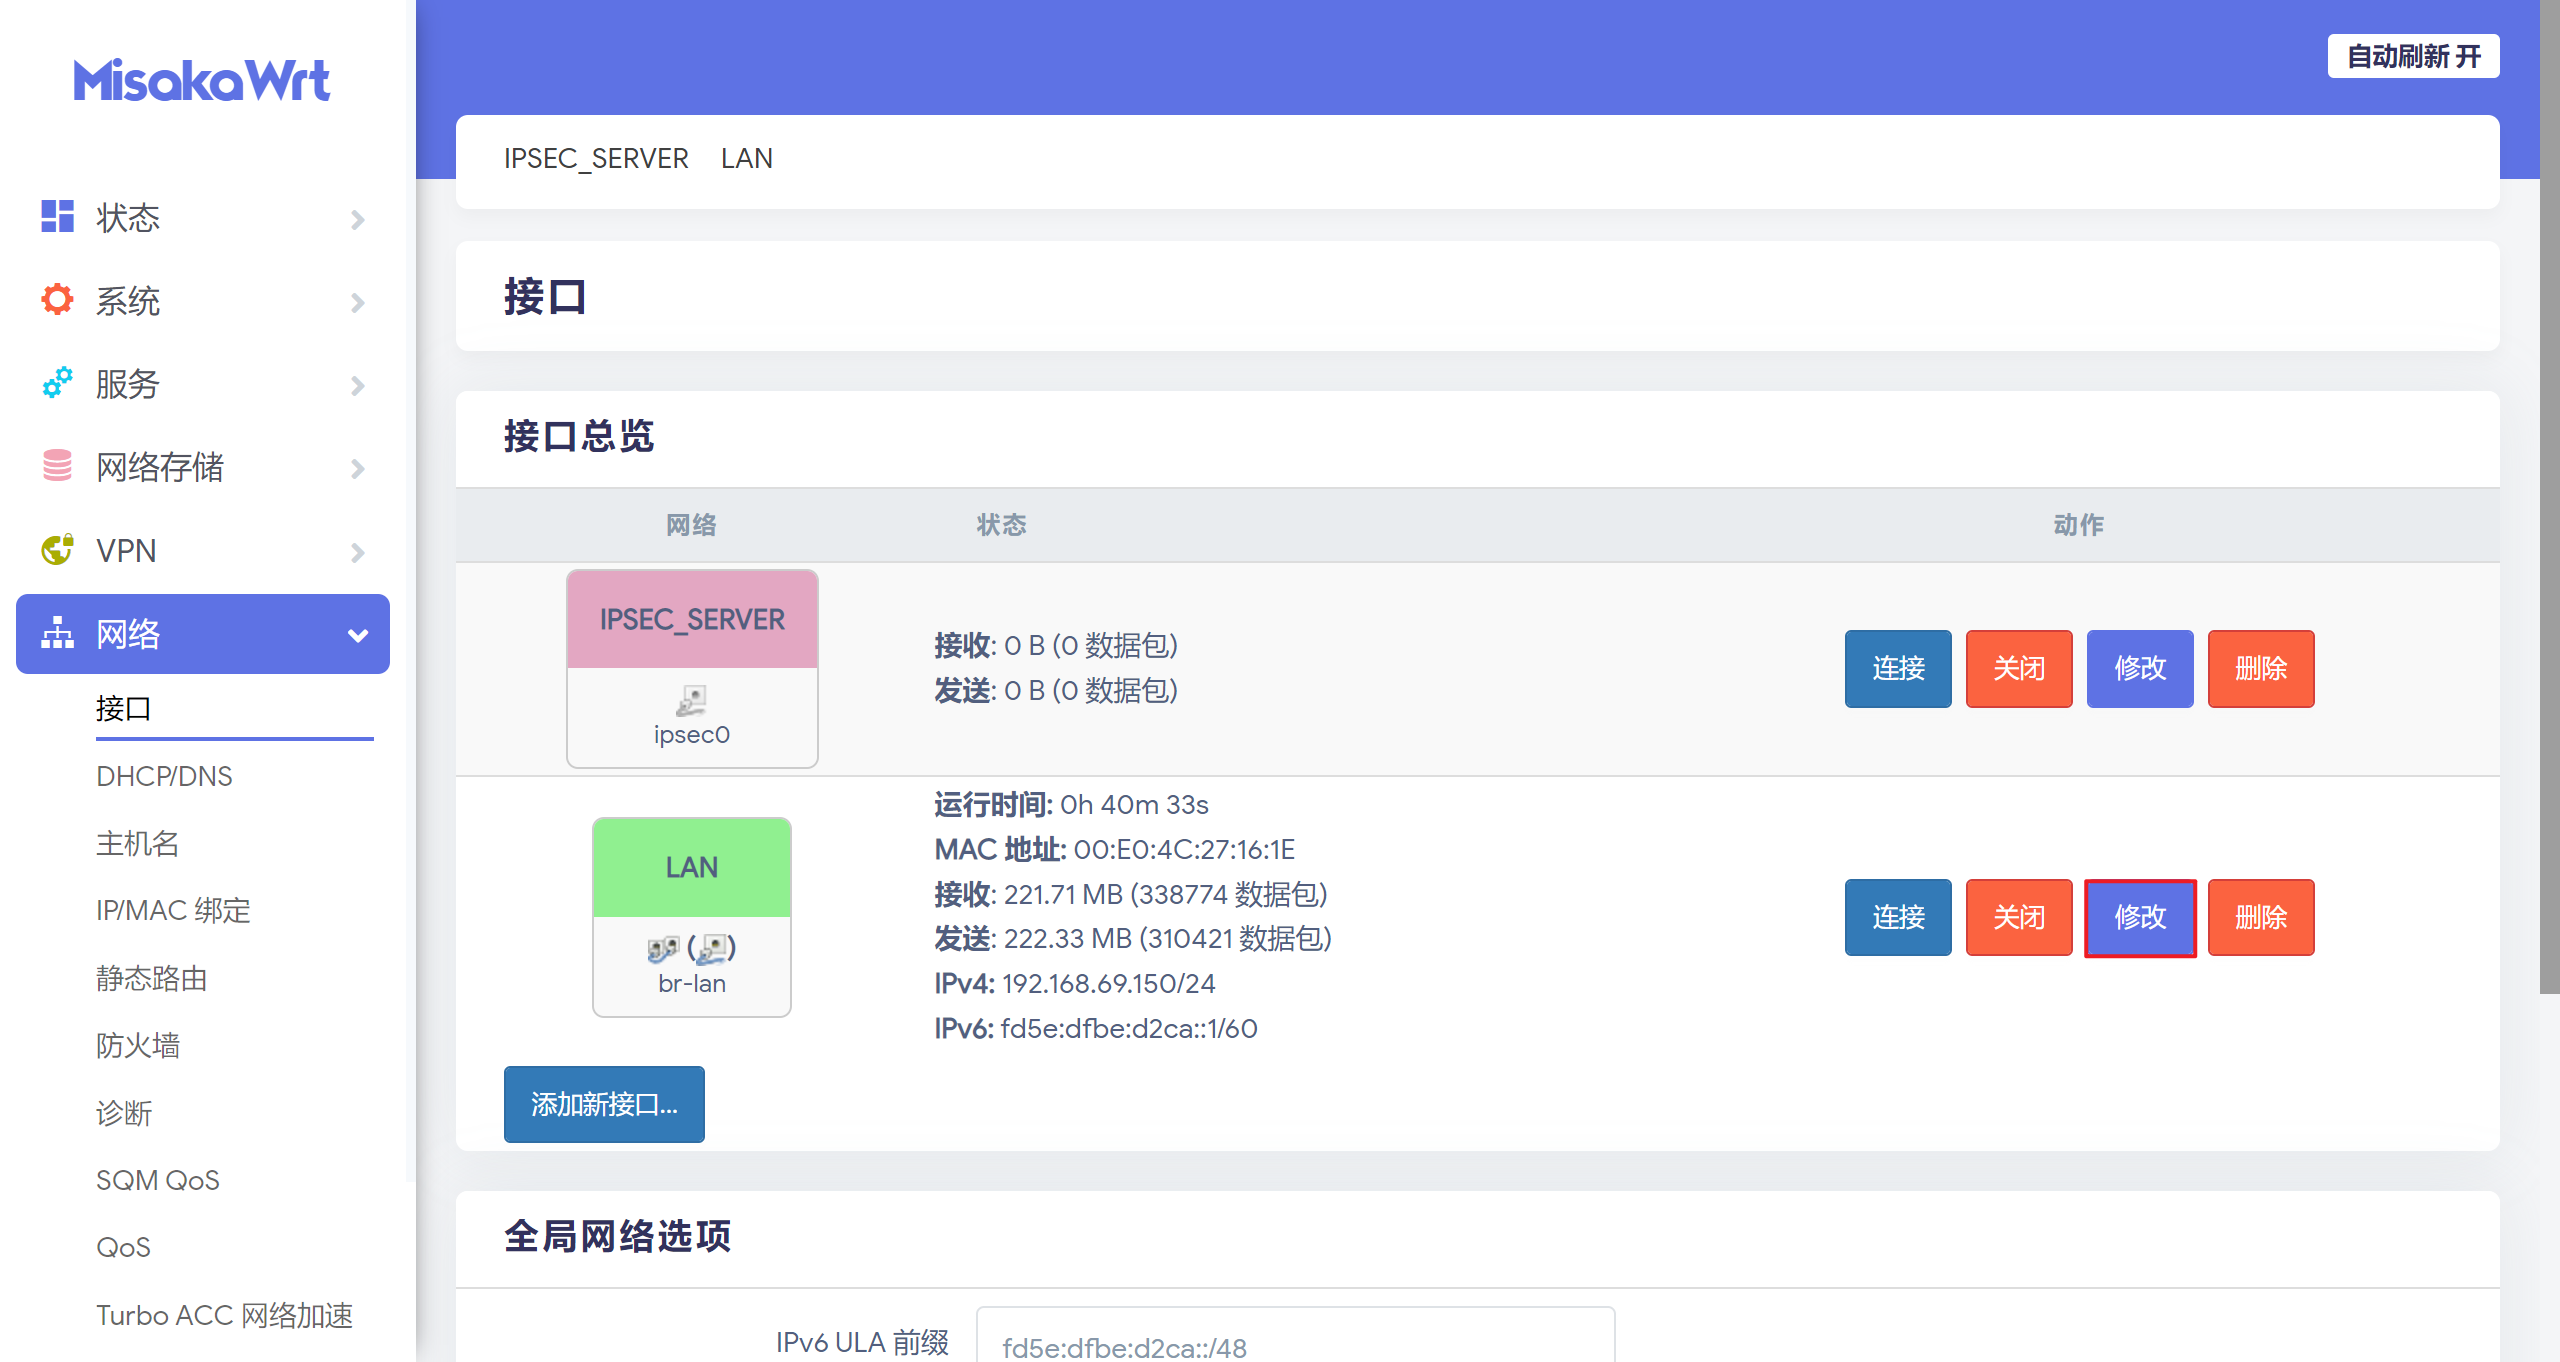 MisakaWrt
状态
系统
服务
网络存储
VPN
网络
接口
DHCP/DNS
主机名
IP/MAC 绑定
静态路由
防火墙
诊断
SQM QoS
QoS
Turbo ACC 网络加速
自动刷新 开
IPSEC_SERVER LAN
接口
接口总览
网络 状态 动作
IPSEC_SERVER
ipsec0
接收: 0 B (0 数据包)
发送: 0 B (0 数据包)
连接 关闭 修改 删除
LAN
( )
br-lan
运行时间: 0h 40m 33s
MAC 地址: 00:E0:4C:27:16:1E
接收: 221.71 MB (338774 数据包)
发送: 222.33 MB (310421 数据包)
IPv4: 192.168.69.150/24
IPv6: fd5e:dfbe:d2ca::1/60
连接 关闭 修改 删除
添加新接口...
全局网络选项
IPv6 ULA 前缀 fd5e:dfbe:d2ca::/48